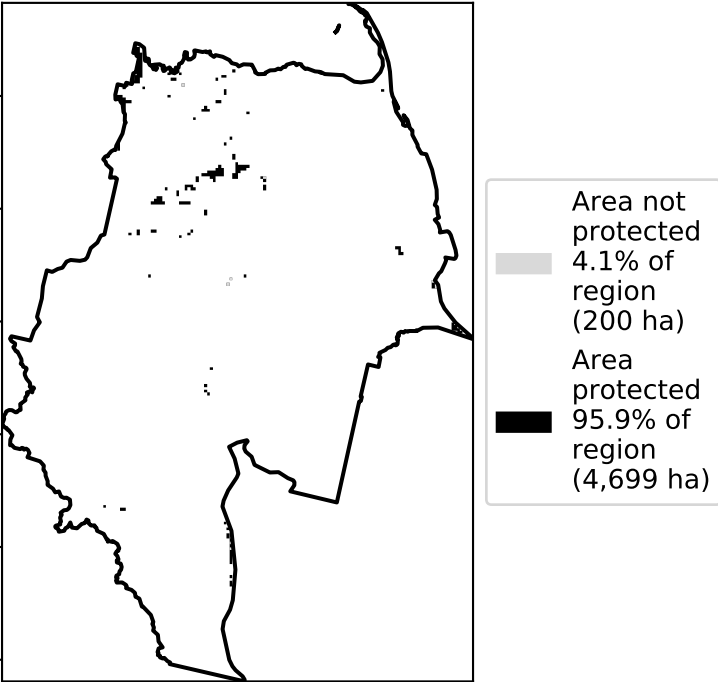 Area not
protected
4.1% of
region
(200 ha)
Area
protected
95.9% of
region
(4,699 ha)